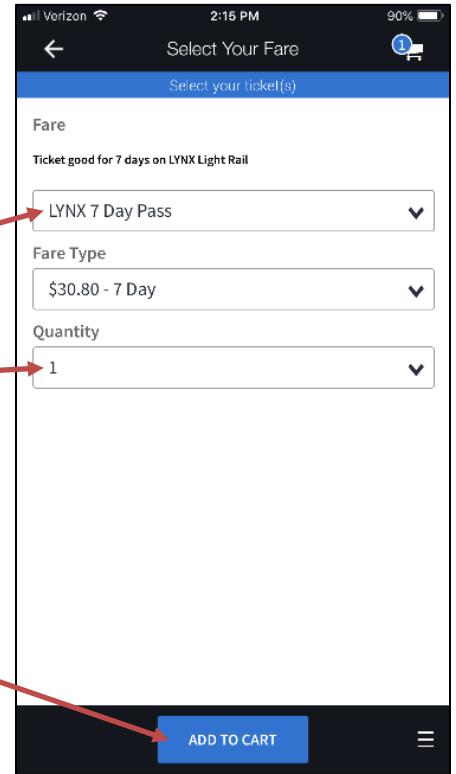 Verizon 2:15 PM 90%
Select Your Fare 1
Select your ticket(s)
Fare
Ticket good for 7 days on LYNX Light Rail
LYNX 7 Day Pass
Fare Type
$30.80 - 7 Day
Quantity
1
ADD TO CART